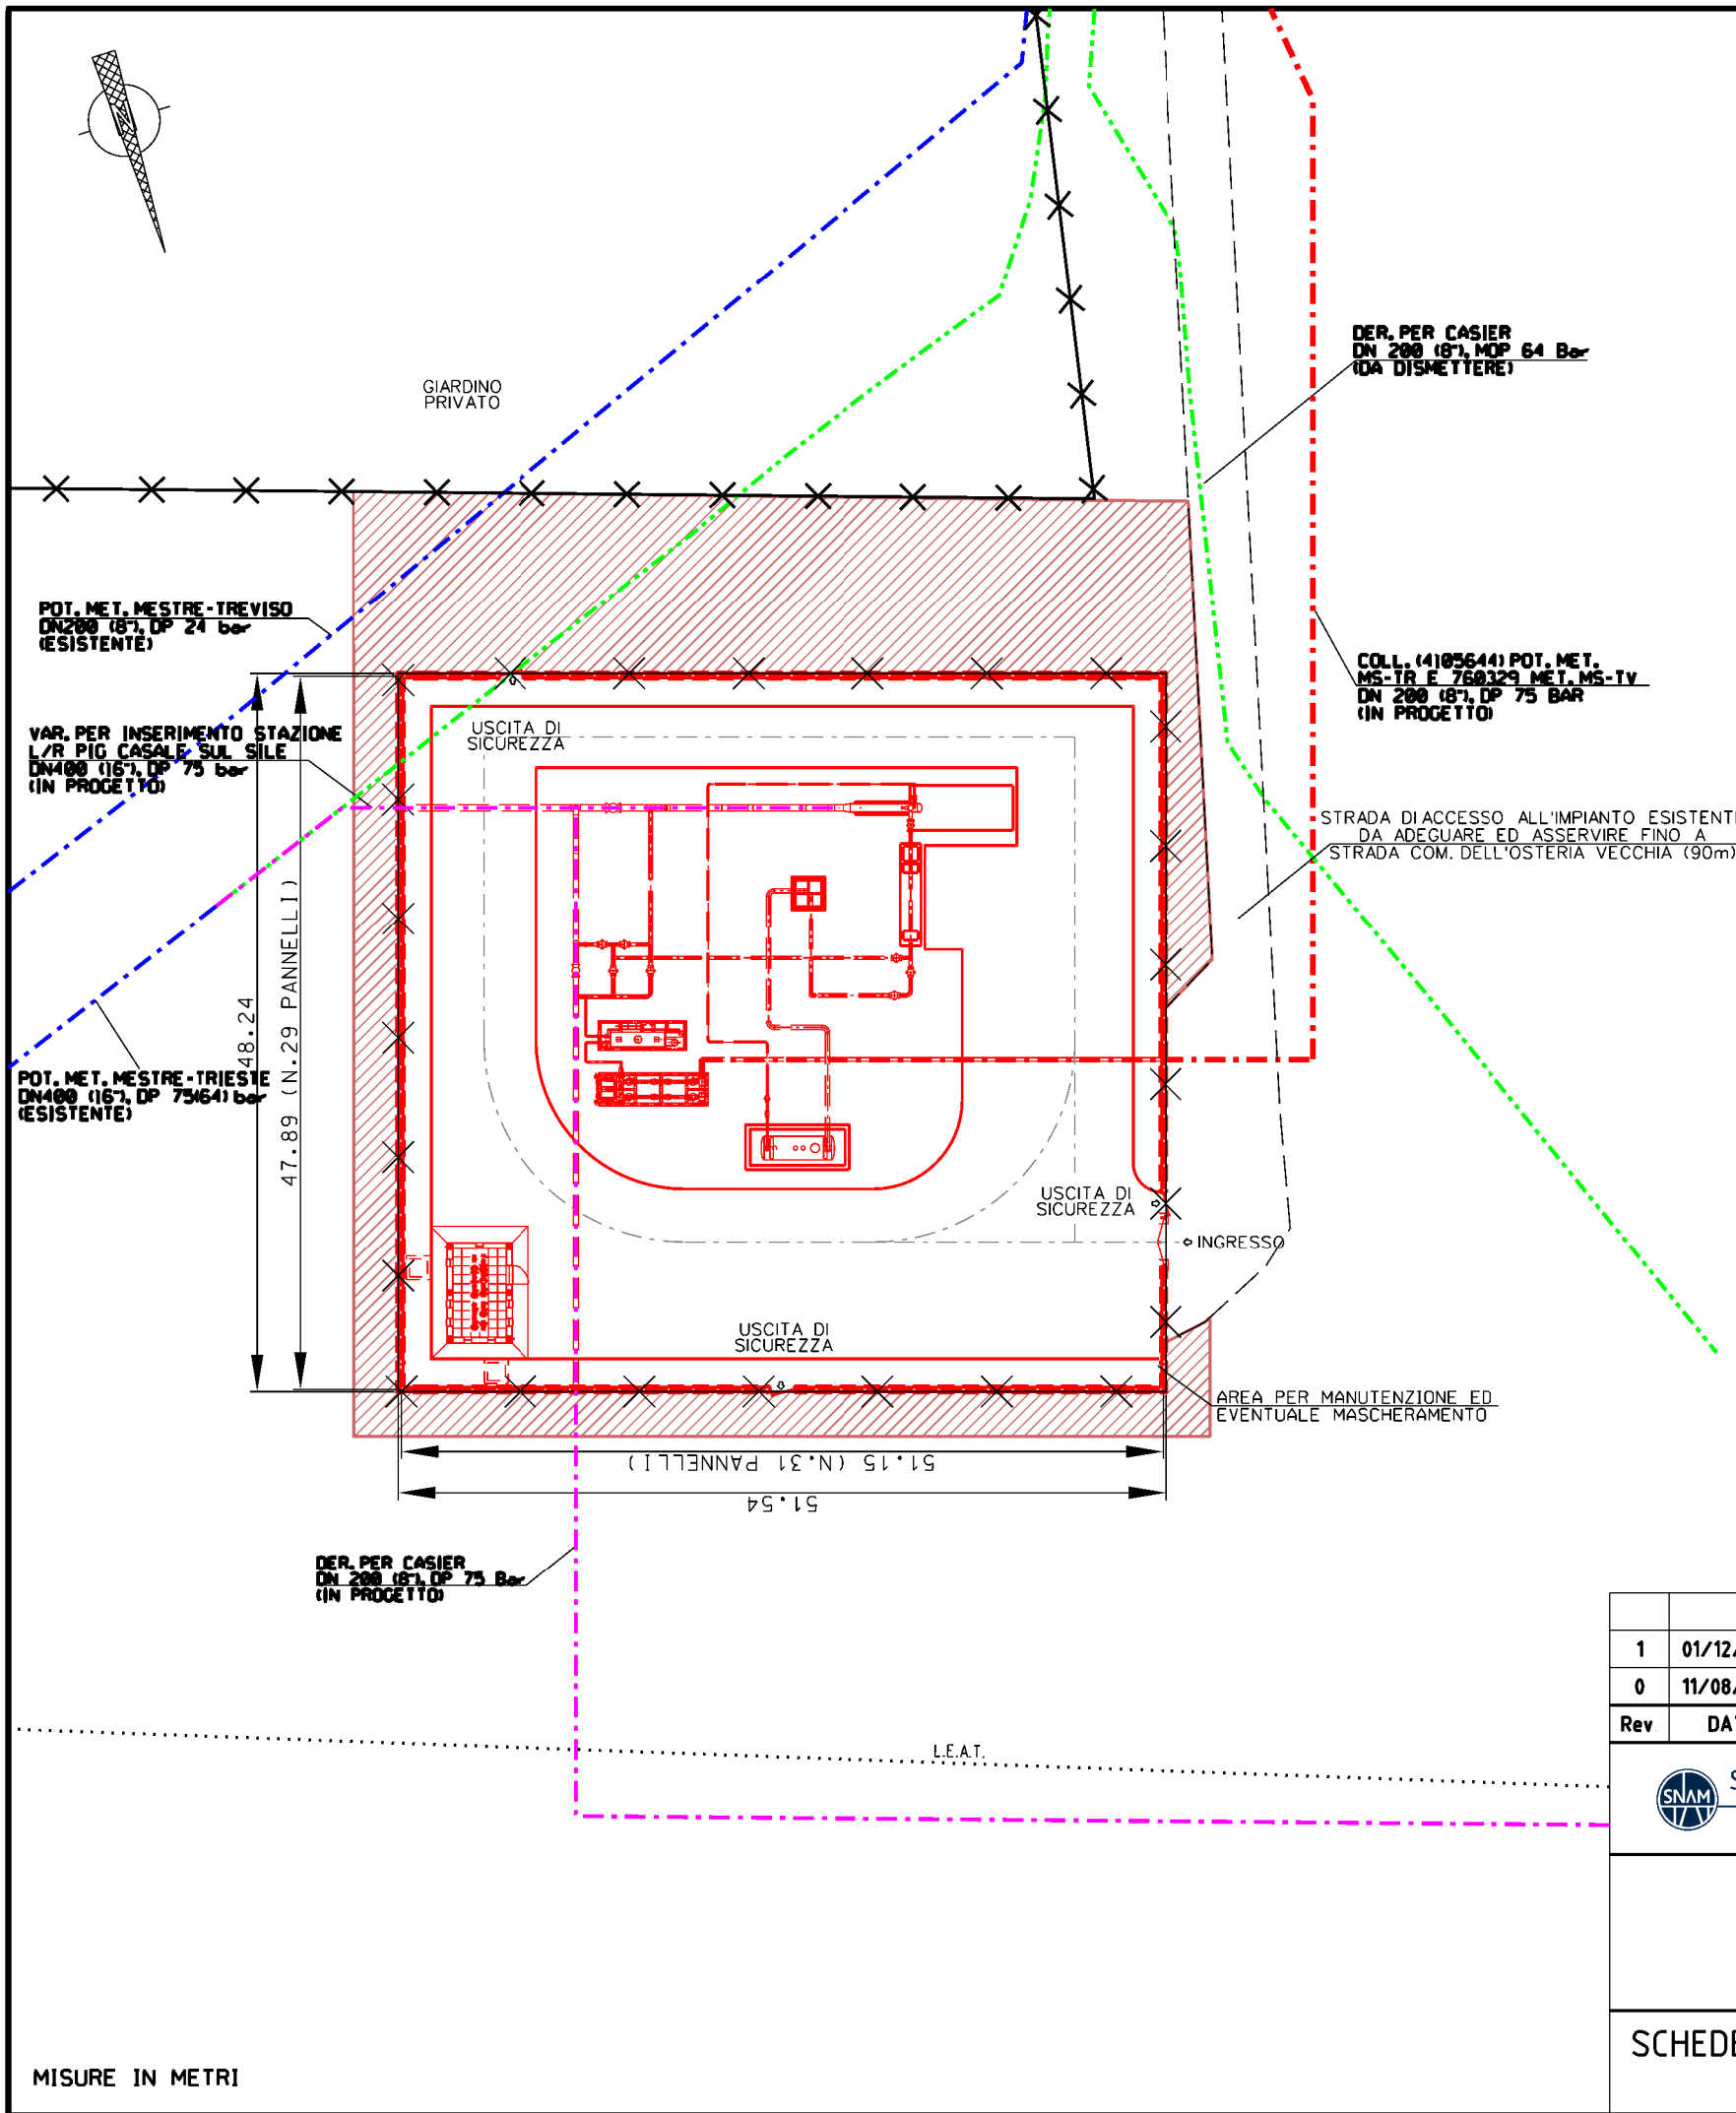 DER. PER CASIER
DN 200 (8"), MOP 64 Bar
(DA DISMETTERE)
GIARDINO
PRIVATO
POT. MET. MESTRE-TREVISO
DN200 (8"), DP 24 bar
(ESISTENTE)
COLL. (4105644) POT. MET.
MS-TR E 760329 MET. MS-TV
DN 200 (8"), DP 75 BAR
(IN PROGETTO)
VAR. PER INSERIMENTO STAZIONE
L/R PIG CASALE SUL SILE
DN400 (16"), DP 75 bar
(IN PROGETTO)
USCITA DI
SICUREZZA
STRADA DI ACCESSO ALL'IMPIANTO ESISTENTE
DA ADEGUARE ED ASSERVIRE FINO A
STRADA COM. DELL'OSTERIA VECCHIA (90m)
48.24
47.89 (N.29 PANNELLI)
POT. MET. MESTRE-TRIESTE
DN400 (16"), DP 75(64) bar
(ESISTENTE)
USCITA DI
SICUREZZA
INGRESSO
USCITA DI
SICUREZZA
AREA PER MANUTENZIONE ED
EVENTUALE MASCHERAMENTO
51.15 (N.31 PANNELLI)
51.54
DER. PER CASIER
DN 200 (8"), DP 75 Bar
(IN PROGETTO)
1 01/12
0 11/08
Rev. DA
L.E.A.T.
SNAM
S
SCHEDE
MISURE IN METRI